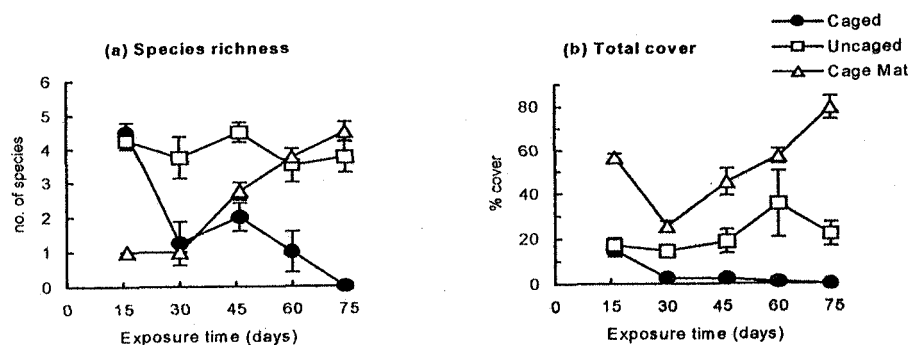 (a) Species richness
(b) Total cover
Caged
Uncaged
Cage Mat
no. of species
6
5
4
3
2
1
0
0 15 30 45 60 75
Exposure time (days)
% cover
80
60
40
20
0
0 15 30 45 60 75
Exposure time (days)